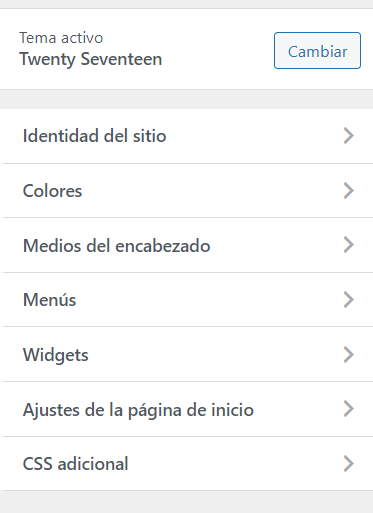 Tema activo
Twenty Seventeen
Cambiar
Identidad del sitio
Colores
Medios del encabezado
Menús
Widgets
Ajustes de la página de inicio
CSS adicional